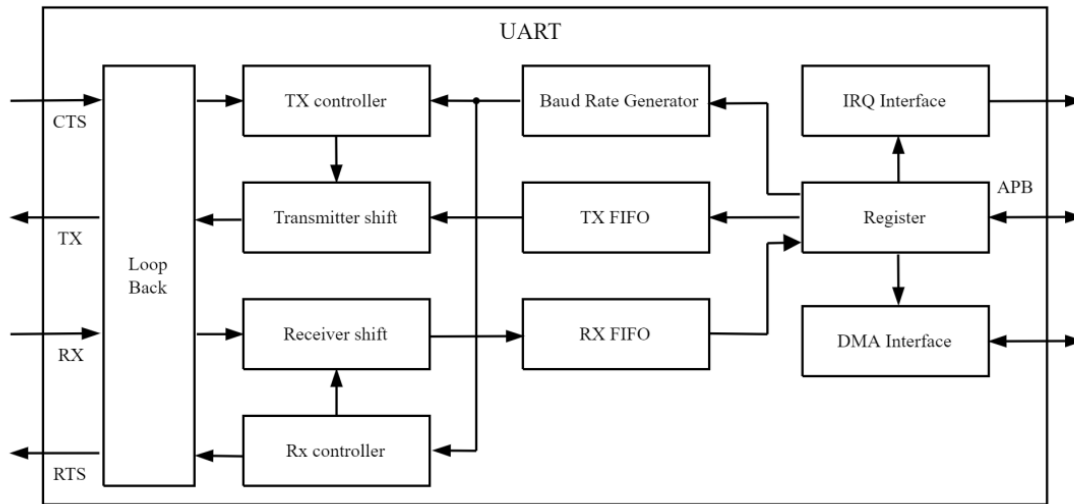 UART
CTS
TX controller
Baud Rate Generator
IRQ Interface
APB
TX
Transmitter shift
TX FIFO
Register
Loop
Back
RX
Receiver shift
RX FIFO
DMA Interface
RTS
Rx controller